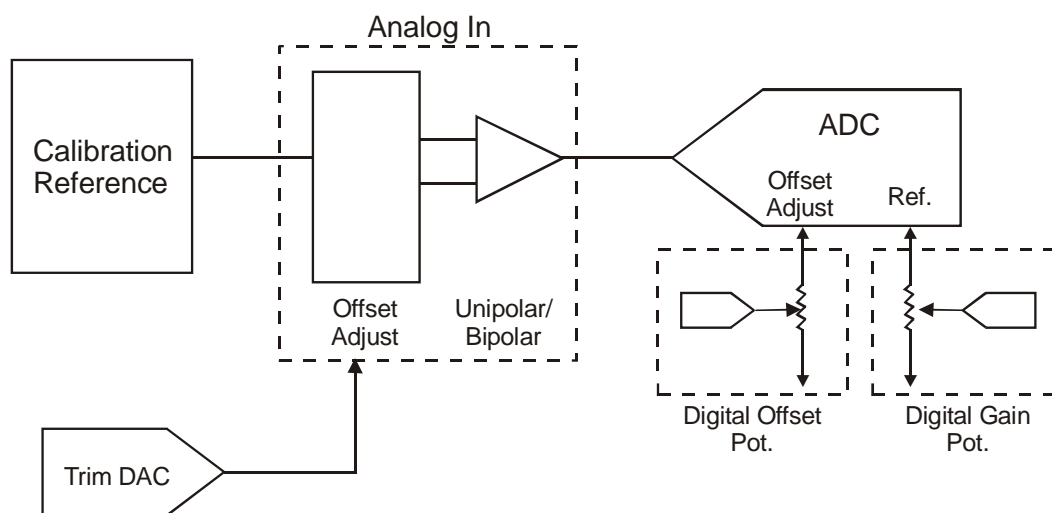 Analog In
Calibration
Reference
ADC
Offset
Adjust
Ref.
Offset
Adjust
Unipolar/
Bipolar
Digital Offset
Pot.
Digital Gain
Pot.
Trim DAC